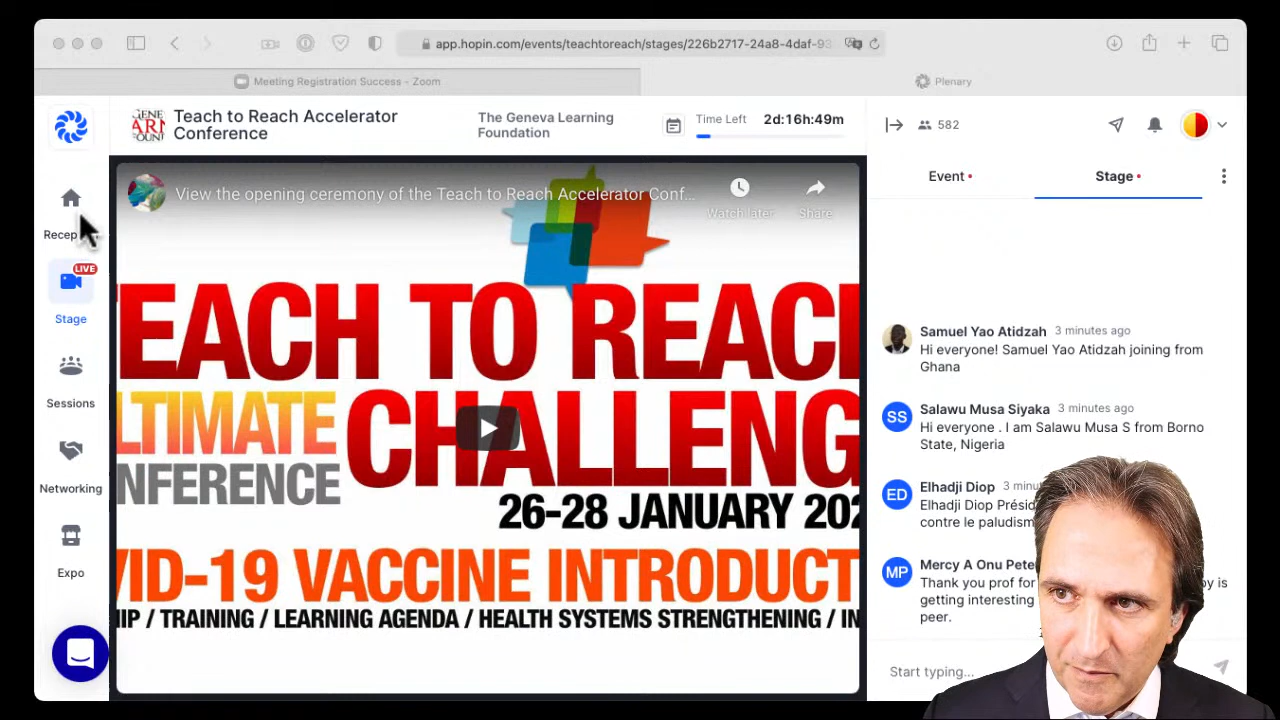 app.hopin.com/events/teachtoreach/stages/226b2717-24a8-4daf-93
Meeting Registration Success - Zoom
Plenary
Teach to Reach Accelerator
Conference
The Geneva Learning
Foundation
Time Left 2d:16h:49m
582
Event
Stage
Recep
LIVE
Stage
Sessions
Networking
Expo
View the opening ceremony of the Teach to Reach Accelerator Conf...
Watch later
Share
TEACH TO REACH
LTIMATE
NFERENCE
CHALLENG
26-28 JANUARY 202
VID-19 VACCINE INTRODUCT
IP / TRAINING / LEARNING AGENDA / HEALTH SYSTEMS STRENGTHENING / IN
Samuel Yao Atidzah 3 minutes ago
Hi everyone! Samuel Yao Atidzah joining from
Ghana
SS
Salawu Musa Siyaka 3 minutes ago
Hi everyone . I am Salawu Musa S from Borno
State, Nigeria
ED
Elhadji Diop 3 minu
Elhadji Diop Présid
contre le paludism
MP
Mercy A Onu Pete
Thank you prof for
getting interesting
peer.
Start typing...